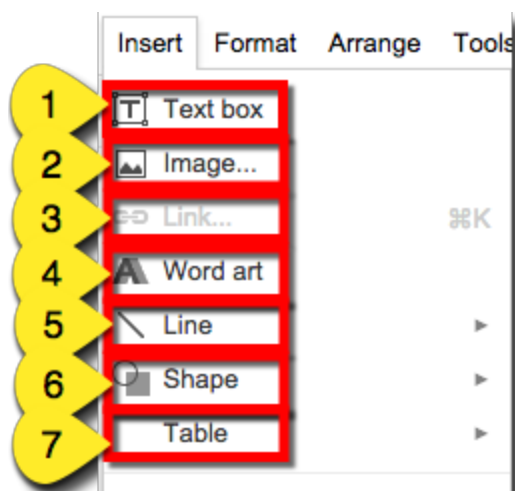 Insert Format Arrange Tools
1 Text box
2 Image...
3 Link... ⌘K
4 Word art
5 Line ►
6 Shape ►
7 Table ►